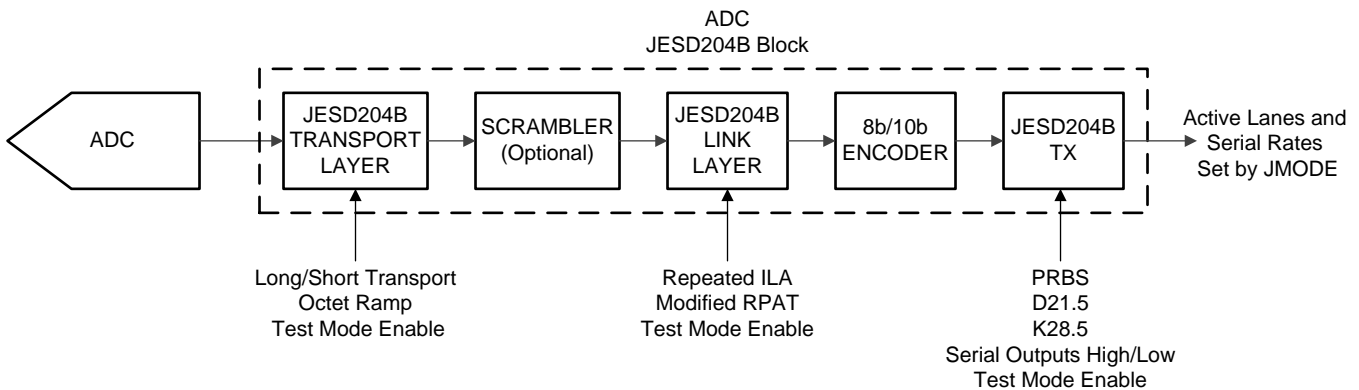 ADC
JESD204B Block
ADC
JESD204B
TRANSPORT
LAYER
SCRAMBLER
(Optional)
JESD204B
LINK
LAYER
8b/10b
ENCODER
JESD204B
TX
Active Lanes and
Serial Rates
Set by JMODE
Long/Short Transport
Octet Ramp
Test Mode Enable
Repeated ILA
Modified RPAT
Test Mode Enable
PRBS
D21.5
K28.5
Serial Outputs High/Low
Test Mode Enable